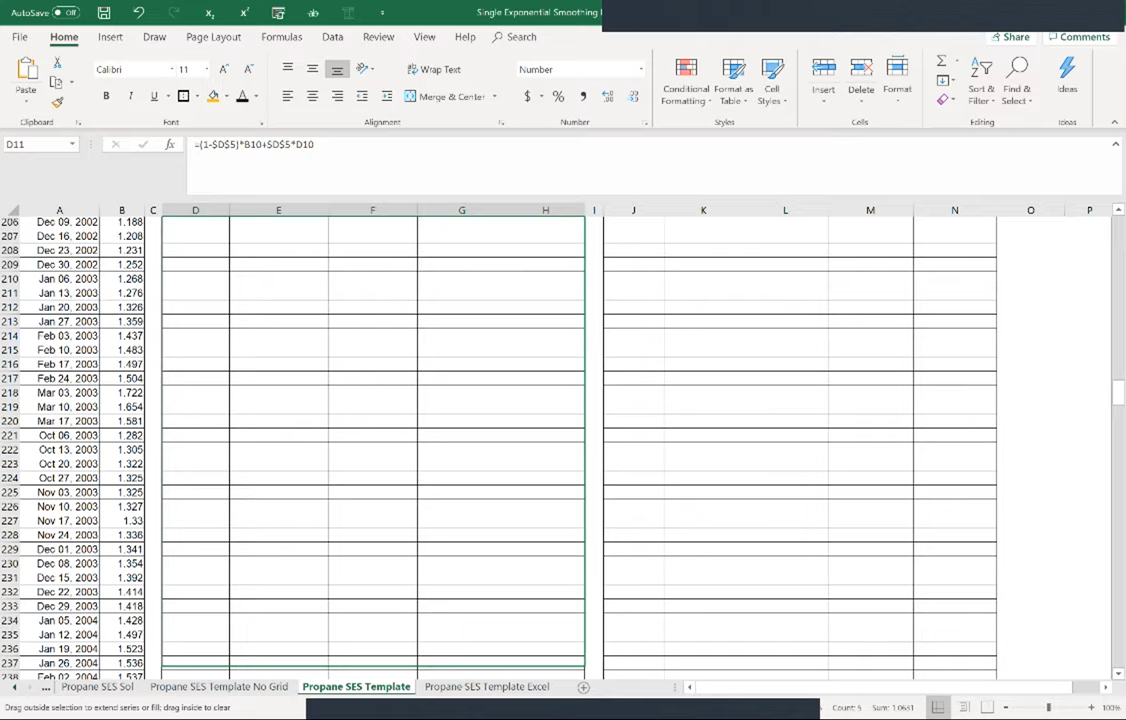 AutoSave Off Single Exponential Smoothing
File Home Insert Draw Page Layout Formulas Data Review View Help Search Share Comments
Calibri 11 Wrap Text Number
Paste B I U A Merge & Center $ % Conditional Formatting Format as Table Cell Styles Insert Delete Format Sort & Filter Find & Select Ideas
Clipboard Font Alignment Number Styles Cells Editing Ideas
D11 fx =(1-$D$5)*B10+$D$5*D10
A B C D E F G H I J K L M N O P
206 Dec 09, 2002 1.188
207 Dec 16, 2002 1.208
208 Dec 23, 2002 1.231
209 Dec 30, 2002 1.252
210 Jan 06, 2003 1.268
211 Jan 13, 2003 1.276
212 Jan 20, 2003 1.326
213 Jan 27, 2003 1.359
214 Feb 03, 2003 1.437
215 Feb 10, 2003 1.483
216 Feb 17, 2003 1.497
217 Feb 24, 2003 1.504
218 Mar 03, 2003 1.722
219 Mar 10, 2003 1.654
220 Mar 17, 2003 1.581
221 Oct 06, 2003 1.282
222 Oct 13, 2003 1.305
223 Oct 20, 2003 1.322
224 Oct 27, 2003 1.325
225 Nov 03, 2003 1.325
226 Nov 10, 2003 1.327
227 Nov 17, 2003 1.33
228 Nov 24, 2003 1.336
229 Dec 01, 2003 1.341
230 Dec 08, 2003 1.354
231 Dec 15, 2003 1.392
232 Dec 22, 2003 1.414
233 Dec 29, 2003 1.418
234 Jan 05, 2004 1.428
235 Jan 12, 2004 1.497
236 Jan 19, 2004 1.523
237 Jan 26, 2004 1.536
238 Feb 02, 2004 1.537
... Propane SES Sol Propane SES Template No Grid Propane SES Template Propane SES Template Excel
Drag outside selection to extend series or fill; drag inside to clear Count: 5 Sum: 1.0631 100%